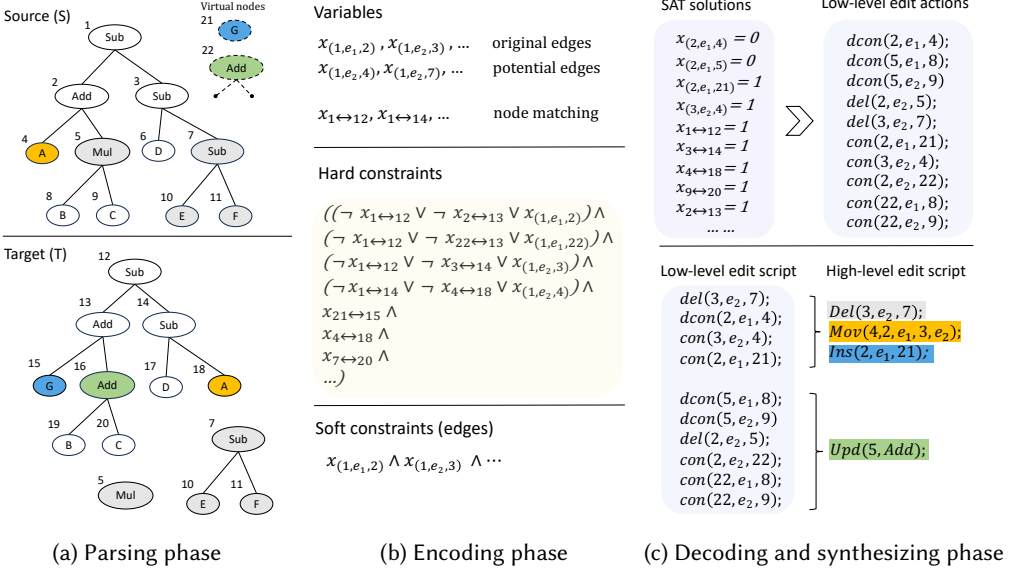 Source (S)
Virtual nodes
21
G
22
Add
1
Sub
2
Add
3
Sub
4
A
5
Mul
6
D
7
Sub
8
B
9
C
10
E
11
F
Target (T)
12
Sub
13
Add
14
Sub
15
G
16
Add
17
D
18
A
19
B
20
C
7
Sub
5
Mul
10
E
11
F
(a) Parsing phase
Variables
x(1,e1,2) , x(1,e2,3) , … original edges
x(1,e2,4), x(1,e2,7), … potential edges
x1↔12, x1↔14, … node matching
Hard constraints
((¬ x1↔12 ∨ ¬ x2↔13 ∨ x(1,e1,2)) ∧
(¬ x1↔12 ∨ ¬ x22↔13 ∨ x(1,e1,22)) ∧
(¬x1↔12 ∨ ¬ x3↔14 ∨ x(1,e2,3)) ∧
(¬x1↔14 ∨ ¬ x4↔18 ∨ x(1,e2,4)) ∧
x21↔15 ∧
x4↔18 ∧
x7↔20 ∧
…)
Soft constraints (edges)
x(1,e1,2) ∧ x(1,e2,3) ∧ ⋯
(b) Encoding phase
SAT solutions
x(2,e1,4) = 0
x(2,e1,5) = 0
x(2,e1,21) = 1
x(3,e2,4) = 1
x1↔12 = 1
x3↔14 = 1
x4↔18 = 1
x9↔20 = 1
x2↔13 = 1
… …
Low-level edit actions
dcon(2, e1, 4);
dcon(5, e1, 8);
dcon(5, e2, 9)
del(2, e2, 5);
del(3, e2, 7);
con(2, e1, 21);
con(3, e2, 4);
con(2, e2, 22);
con(22, e1, 8);
con(22, e2, 9);
Low-level edit script
del(3, e2, 7);
dcon(2, e1, 4);
con(3, e2, 4);
con(2, e1, 21);
dcon(5, e1, 8);
dcon(5, e2, 9)
del(2, e2, 5);
con(2, e2, 22);
con(22, e1, 8);
con(22, e2, 9);
High-level edit script
Del(3, e2, 7);
Mov(4,2, e1, 3, e2);
Ins(2, e1, 21);
Upd(5, Add);
(c) Decoding and synthesizing phase